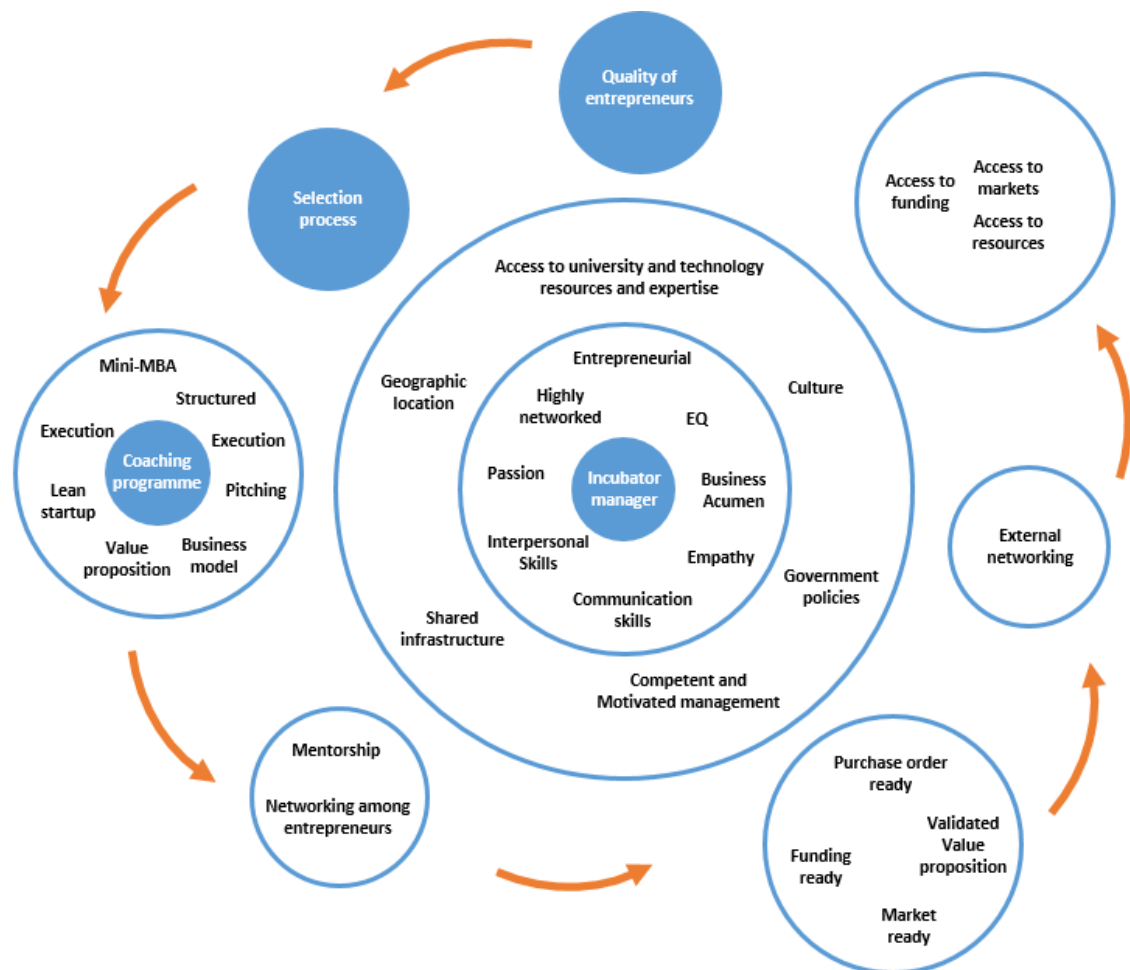 Quality of
entrepreneurs
Selection
process
Access to
funding
Access to
markets
Access to
resources
Access to university and technology
resources and expertise
Geographic
location
Culture
Government
policies
Shared
infrastructure
Competent and
Motivated management
Entrepreneurial
Highly
networked
EQ
Passion
Incubator
manager
Business
Acumen
Interpersonal
Skills
Empathy
Communication
skills
Mini-MBA
Structured
Execution
Execution
Coaching
programme
Lean
startup
Pitching
Value
proposition
Business
model
Mentorship
Networking among
entrepreneurs
Purchase order
ready
Validated
Value
proposition
Funding
ready
Market
ready
External
networking